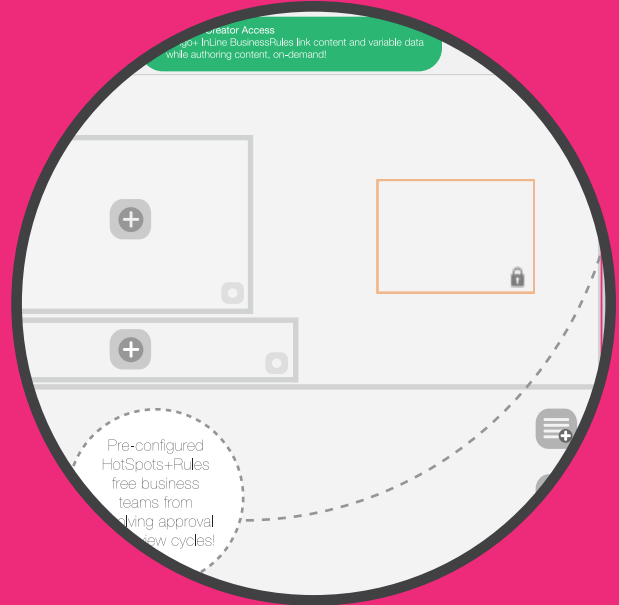 Creator Access
InLine BusinessRules link content and variable data
while authoring content, on-demand!
Pre-configured
HotSpots+Rules
free business
teams from
approval
cycles!